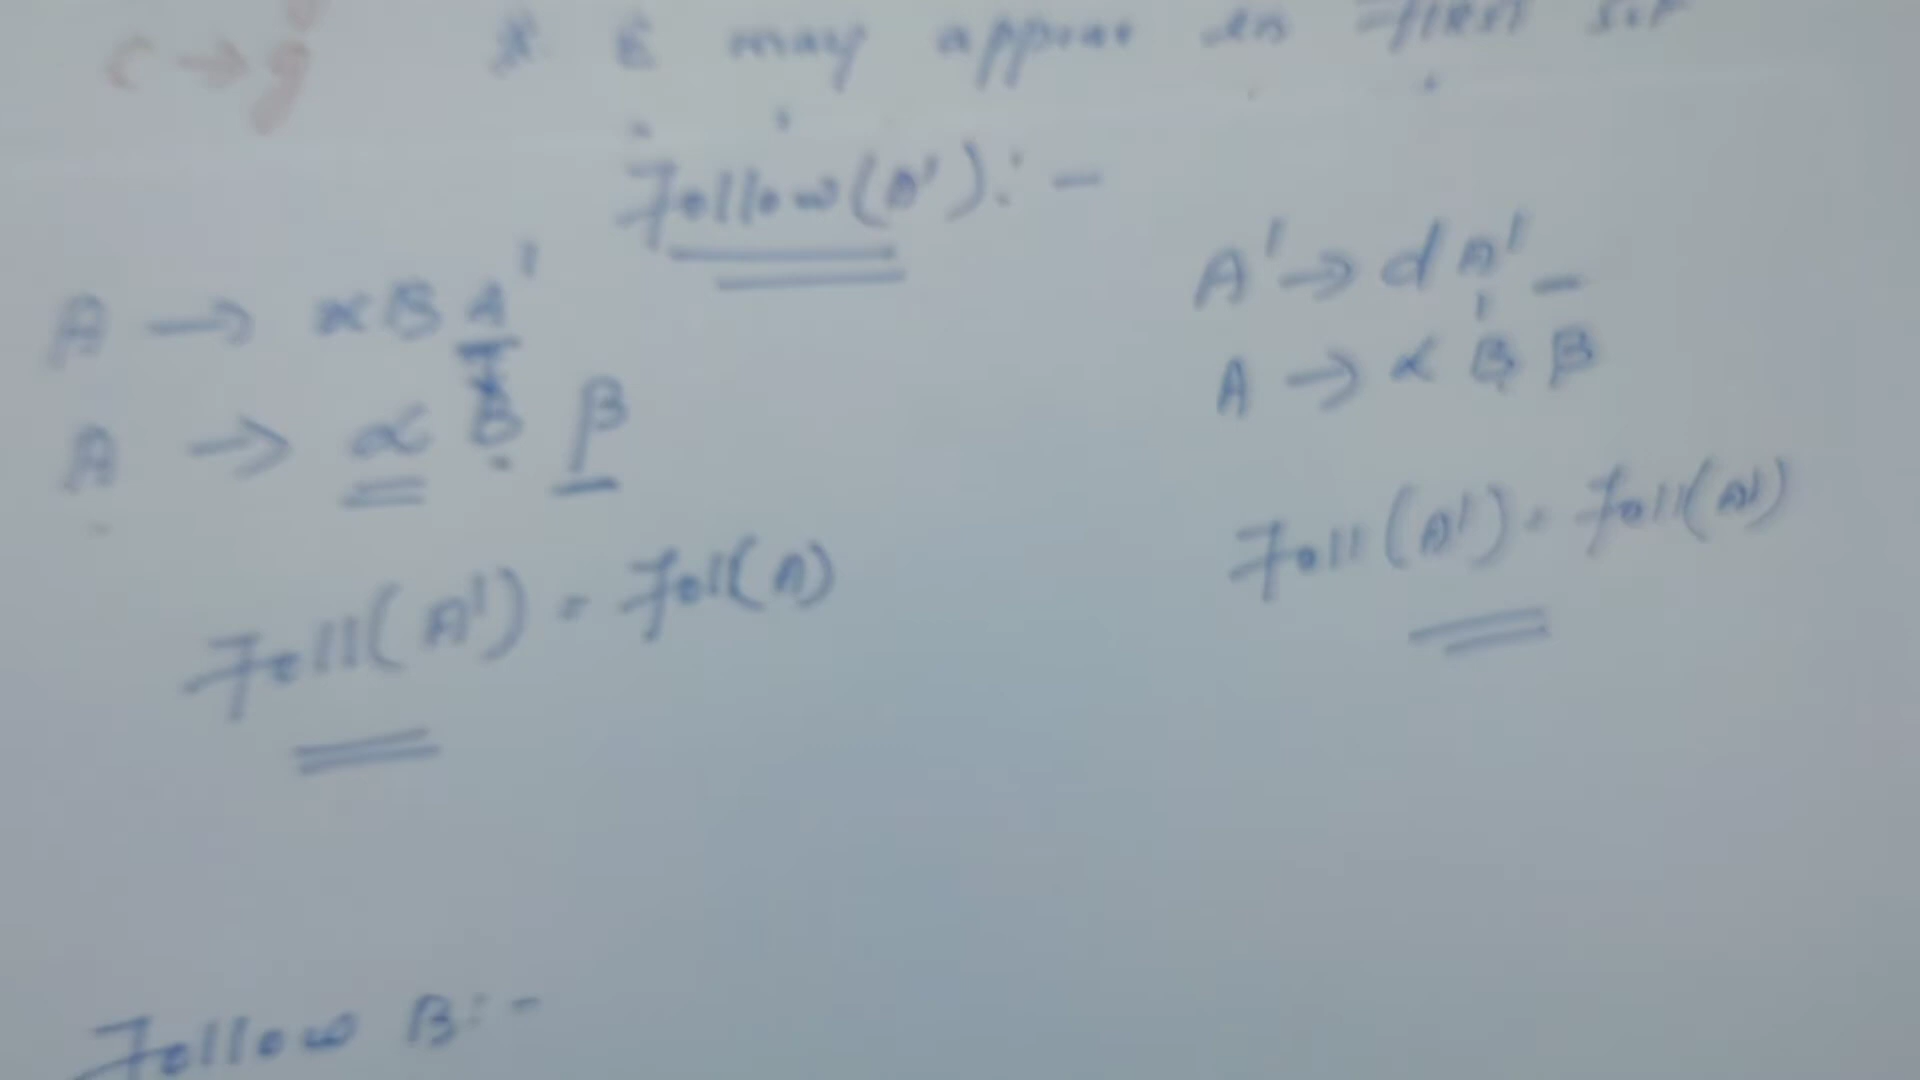 C → g
* ε may appear in first set
Follow(A') :-
A → αBA'
A → α B β
Foll(A') = Foll(A)
A' → dA' _
A → α B β
Foll(A') = Foll(A')
Follow B :-